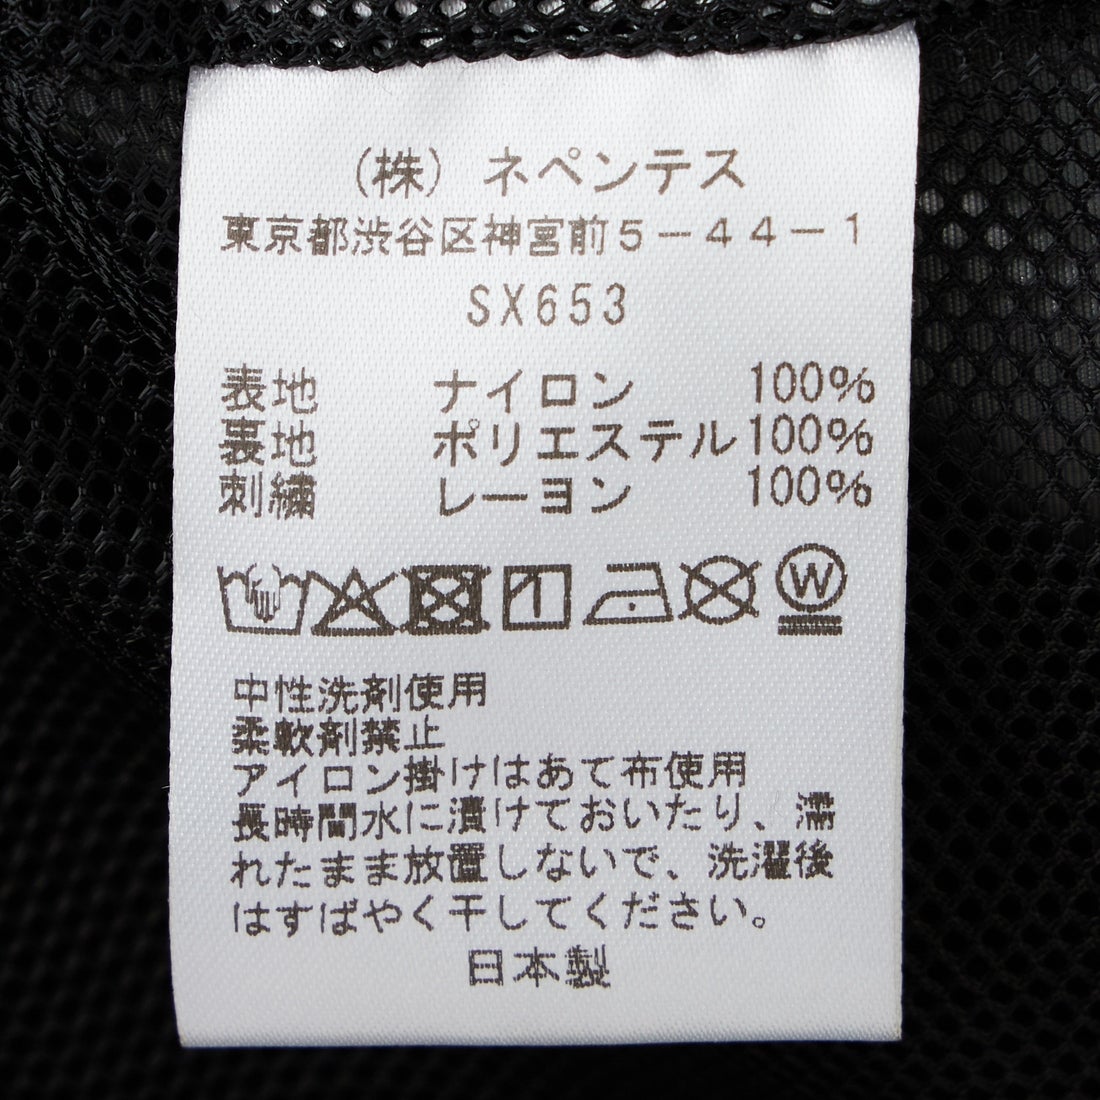 (株) ネペンテス
東京都渋谷区神宮前5-44-1
SX653
表地 ナイロン 100%
裏地 ポリエステル 100%
刺繍 レーヨン 100%
W
中性洗剤使用
柔軟剤禁止
アイロン掛けはあて布使用
長時間水に漬けておいたり、濡
れたまま放置しないで、洗濯後
はすばやく干してください。
日本製